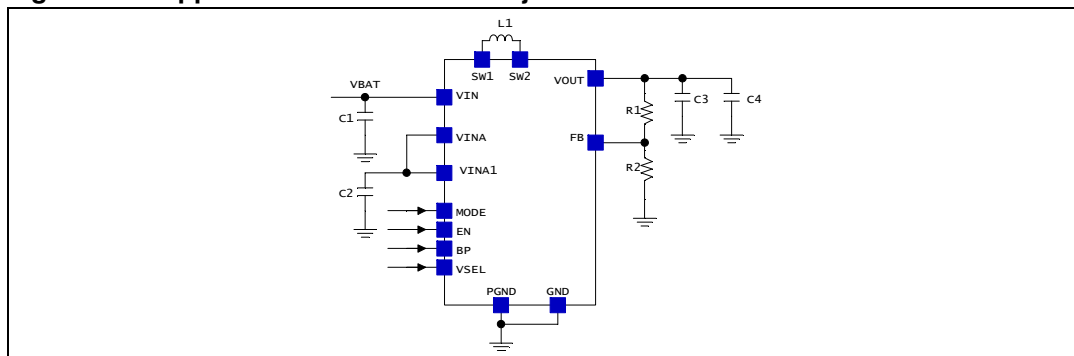 L1
SW1
SW2
VOUT
VBAT
VIN
C1
R1
C3
C4
VINA
FB
VINA1
R2
C2
MODE
EN
BP
VSEL
PGND
GND